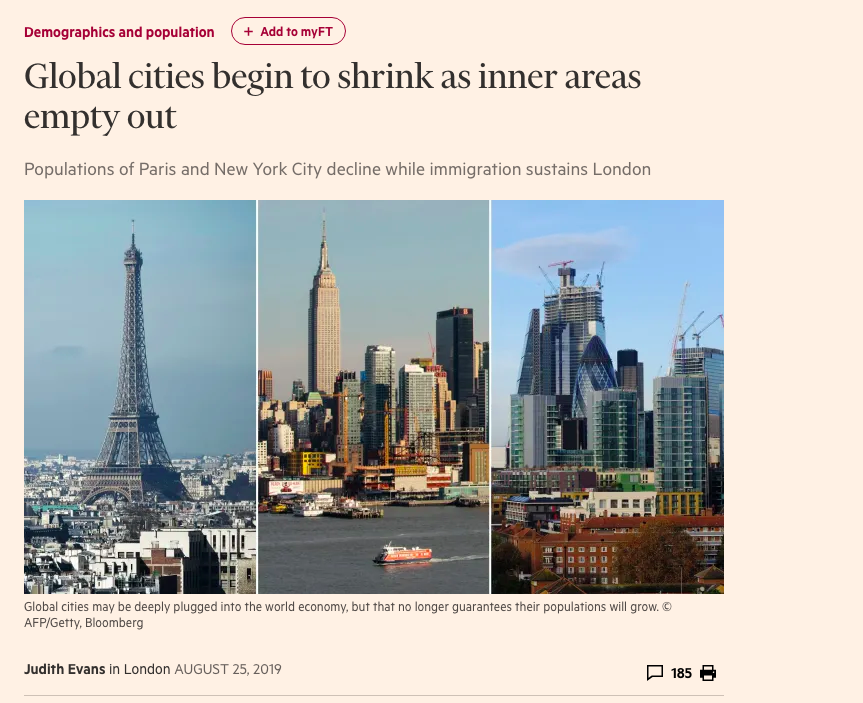 Demographics and population
+ Add to myFT
Global cities begin to shrink as inner areas
empty out
Populations of Paris and New York City decline while immigration sustains London
Global cities may be deeply plugged into the world economy, but that no longer guarantees their populations will grow. ©
AFP/Getty, Bloomberg
Judith Evans in London AUGUST 25, 2019
185